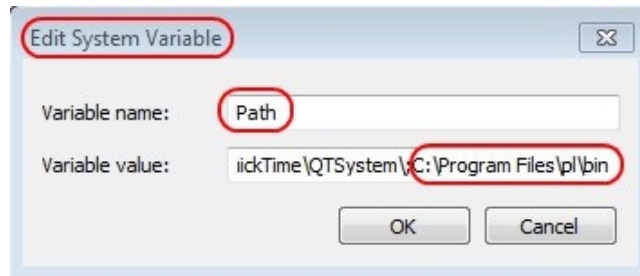 Edit System Variable
Variable name: Path
Variable value: ickTime\QTSystem\;C:\Program Files\pl\bin
OK Cancel